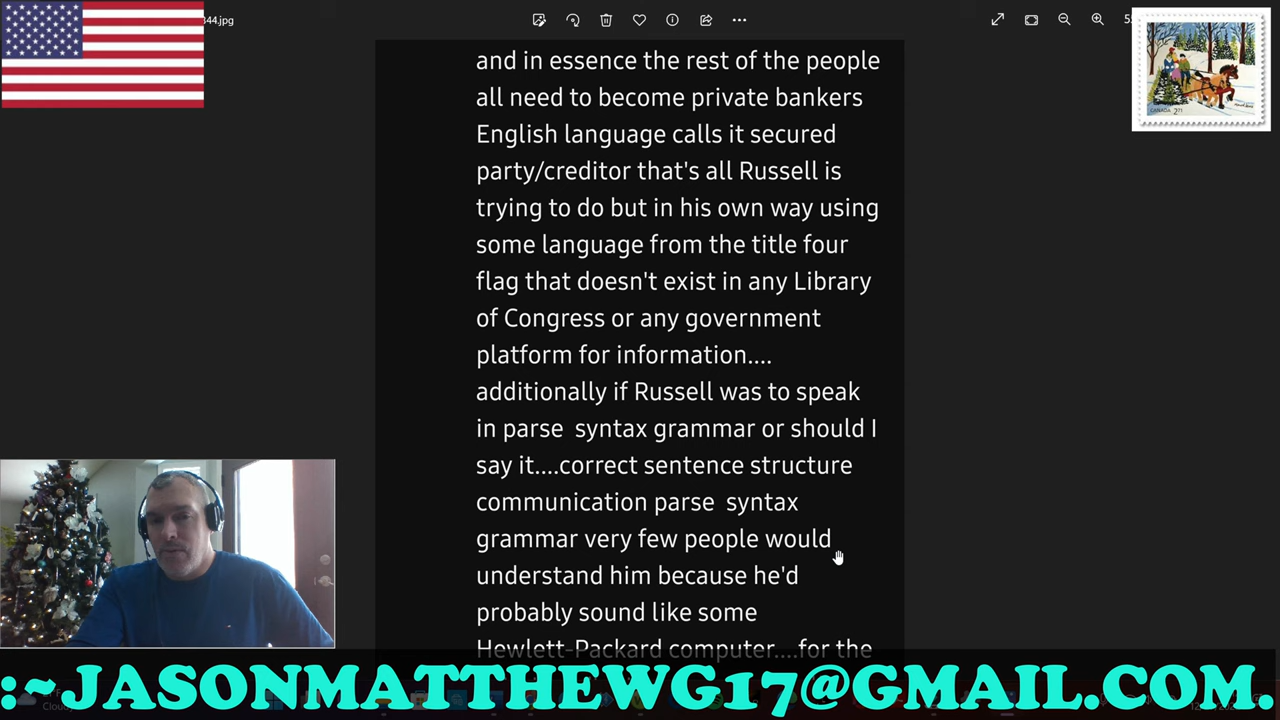 44.jpg
and in essence the rest of the people
all need to become private bankers
English language calls it secured
party/creditor that's all Russell is
trying to do but in his own way using
some language from the title four
flag that doesn't exist in any Library
of Congress or any government
platform for information....
additionally if Russell was to speak
in parse  syntax grammar or should I
say it....correct sentence structure
communication parse  syntax
grammar very few people would
understand him because he'd
probably sound like some
Hewlett-Packard computer....for the
CANADA
:~JASONMATTHEWG17@GMAIL.COM.